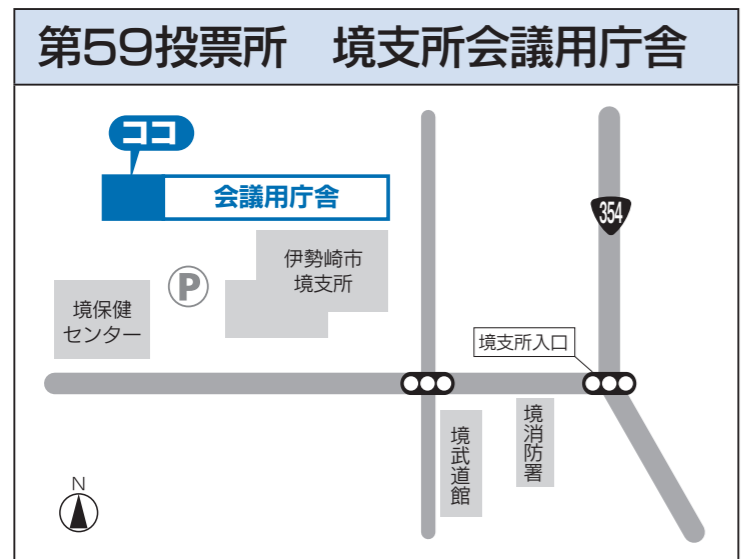 第59投票所　境支所会議用庁舎
ココ
会議用庁舎
354
伊勢崎市
境支所
P
境保健
センター
境支所入口
境武道館
境消防署
N